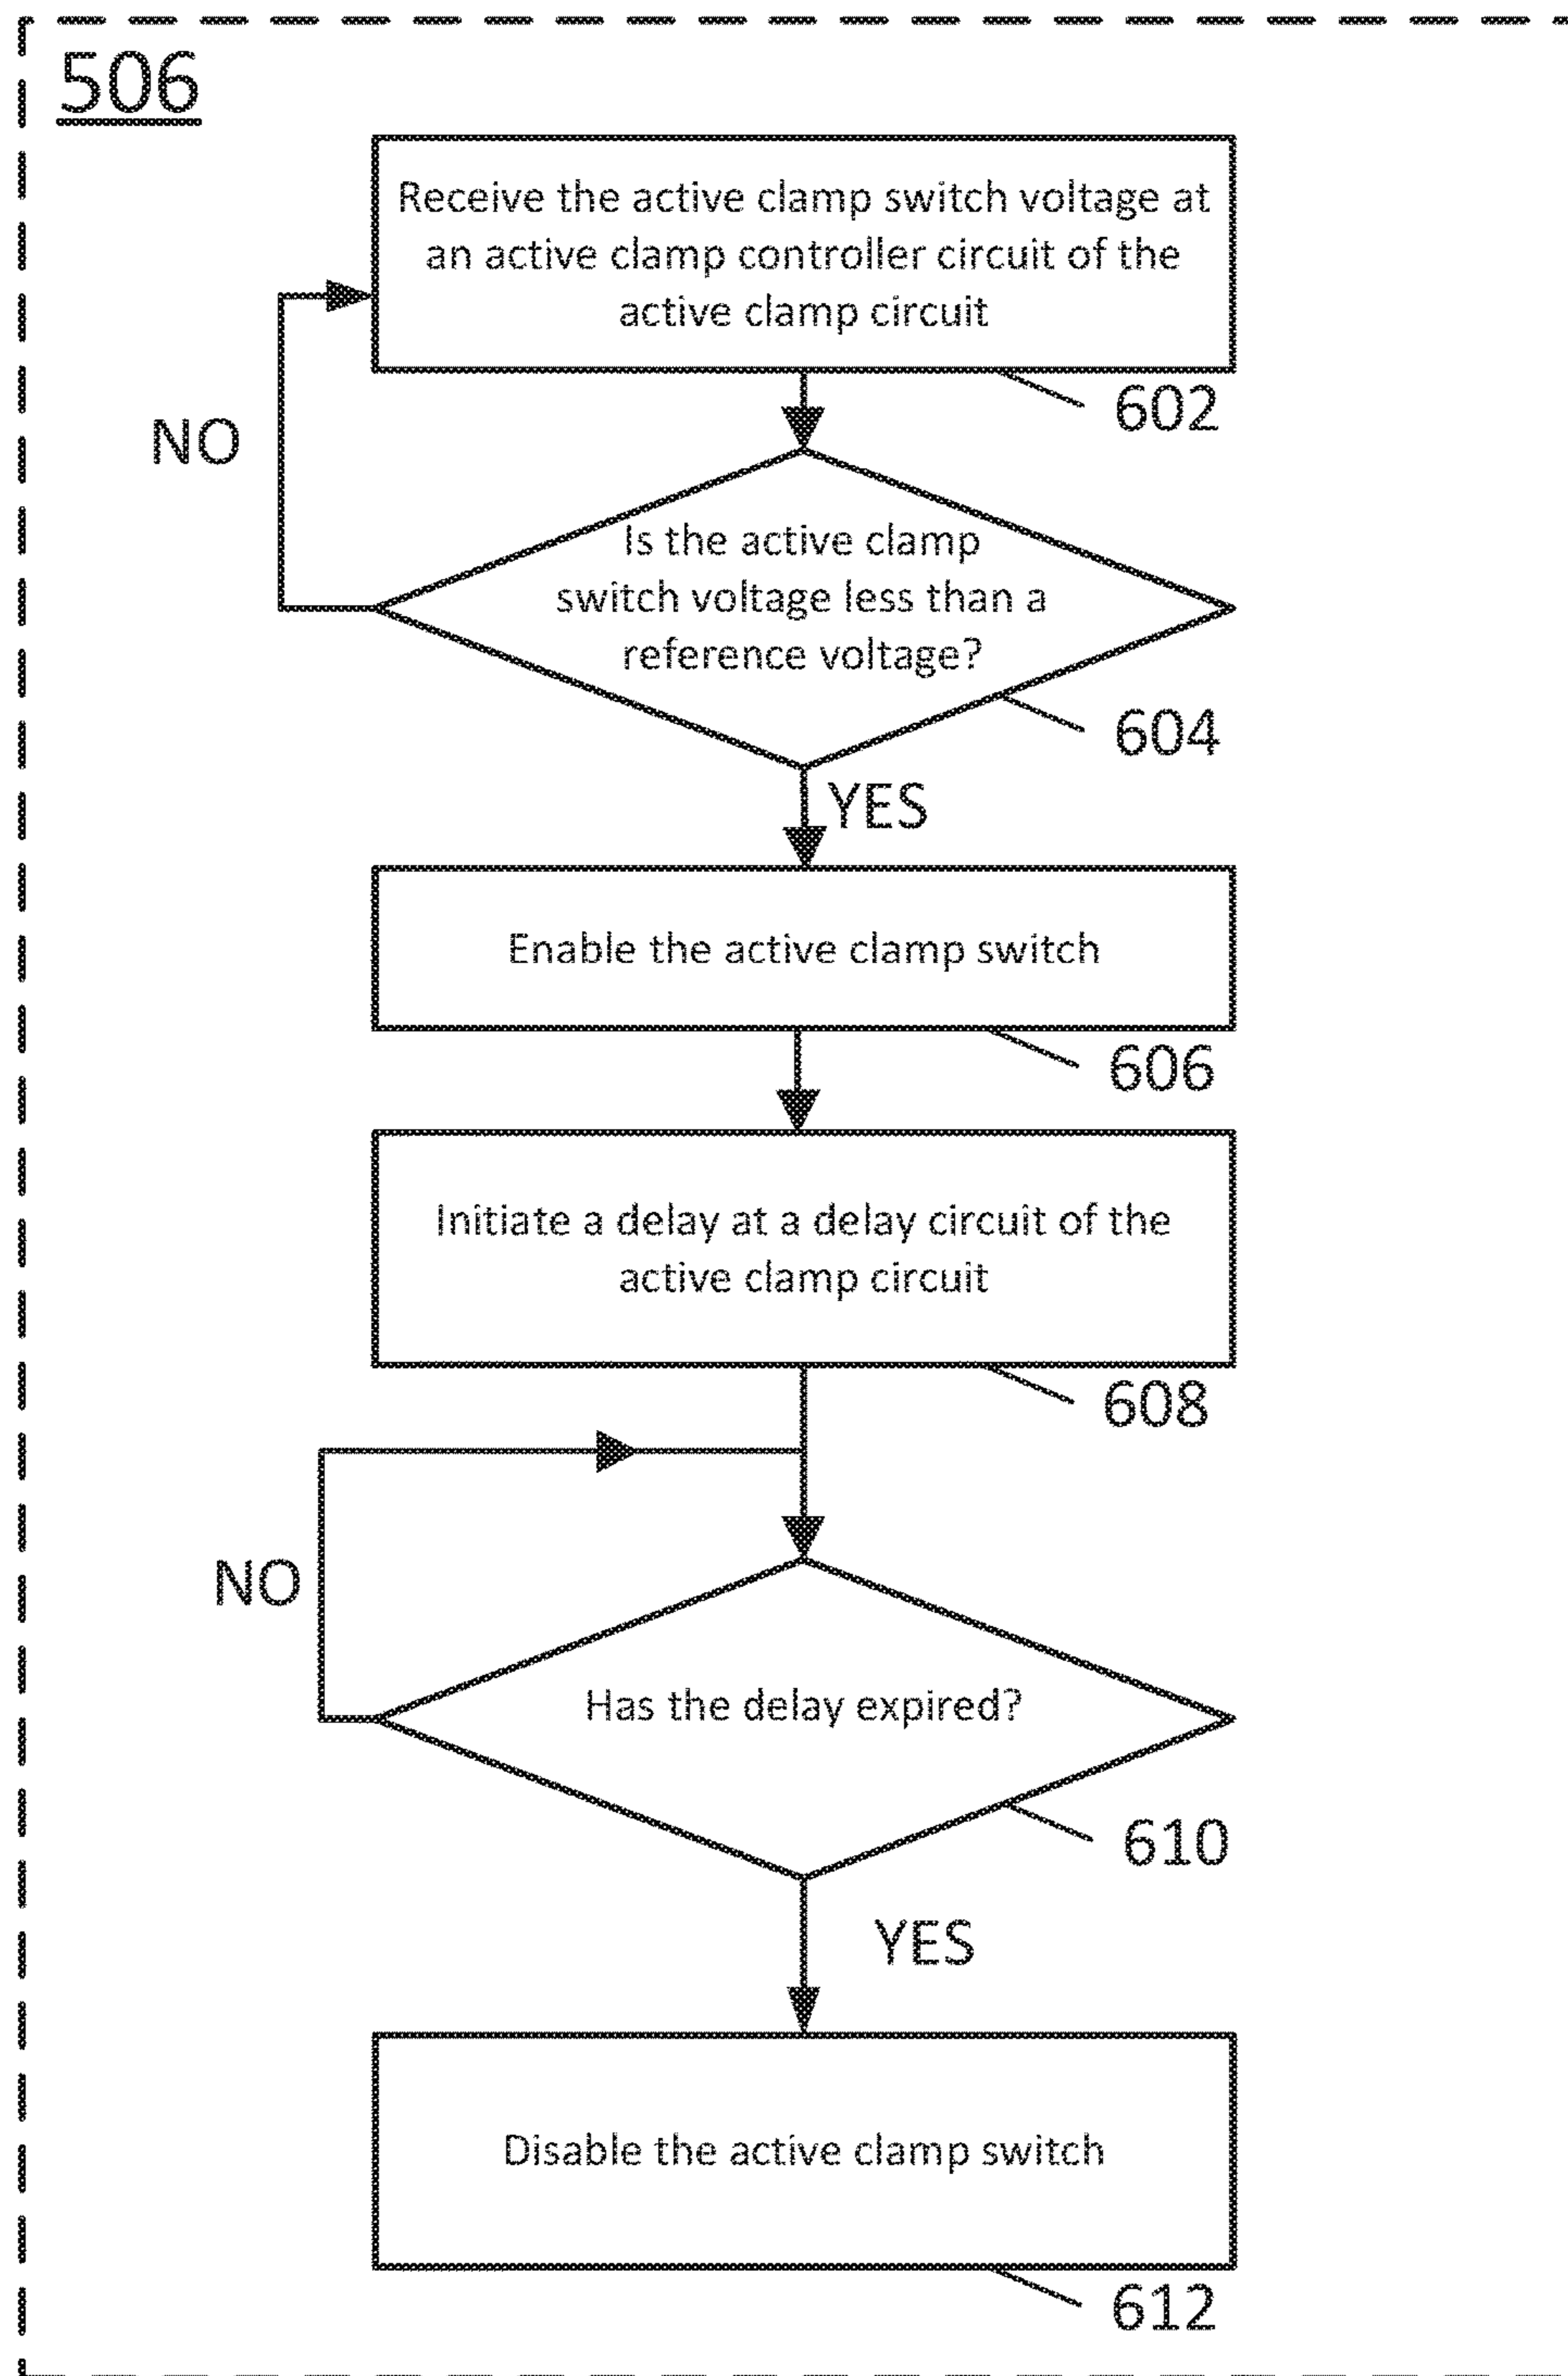 506
Receive the active clamp switch voltage at
an active clamp controller circuit of the
active clamp circuit
602
NO
Is the active clamp
switch voltage less than a
reference voltage?
604
YES
Enable the active clamp switch
606
Initiate a delay at a delay circuit of the
active clamp circuit
608
NO
Has the delay expired?
610
YES
Disable the active clamp switch
612